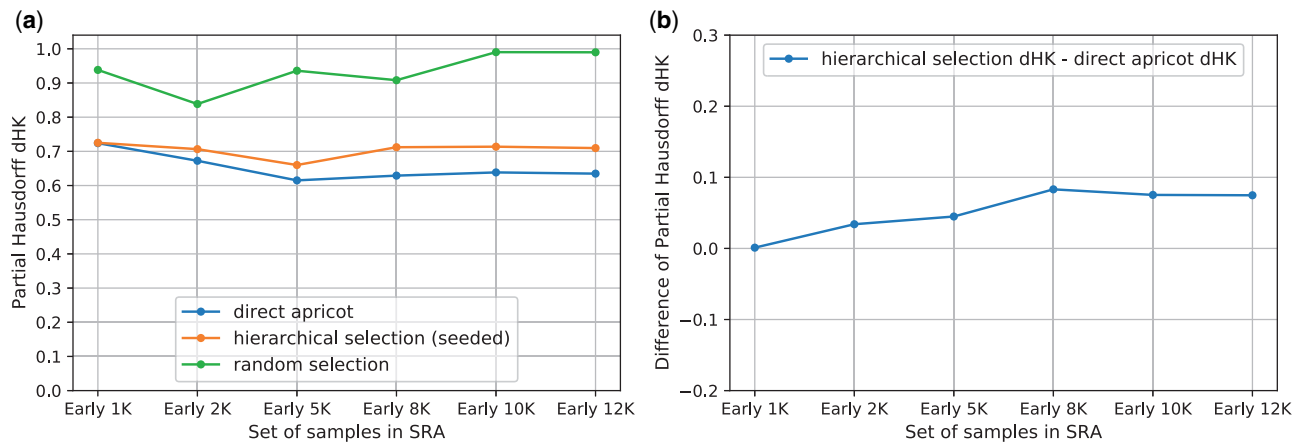 (a)
Partial Hausdorff dHK
1.0
0.9
0.8
0.7
0.6
0.5
0.4
0.3
0.2
0.1
0.0
direct apricot
hierarchical selection (seeded)
random selection
Early 1K Early 2K Early 5K Early 8K Early 10K Early 12K
Set of samples in SRA
(b)
Difference of Partial Hausdorff dHK
0.3
0.2
0.1
0.0
−0.1
−0.2
hierarchical selection dHK - direct apricot dHK
Early 1K Early 2K Early 5K Early 8K Early 10K Early 12K
Set of samples in SRA